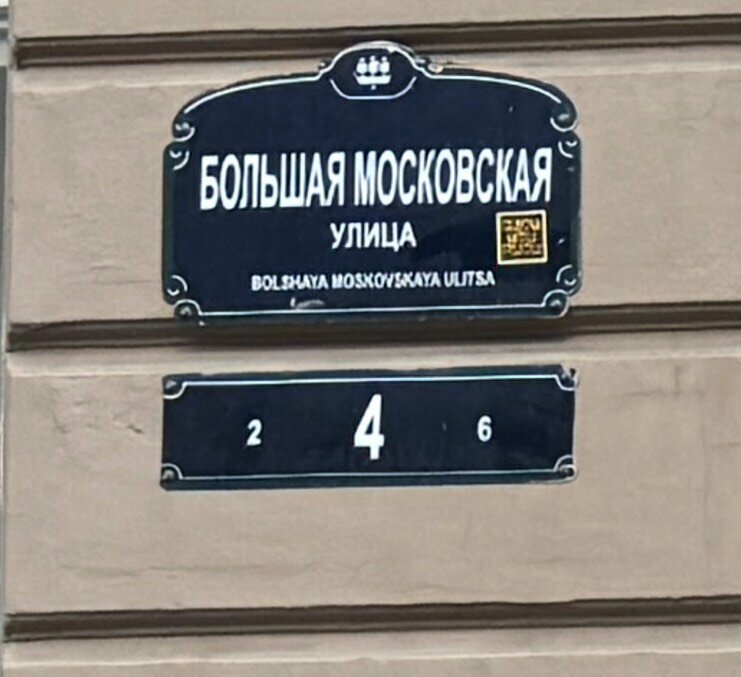 БОЛЬШАЯ МОСКОВСКАЯ
УЛИЦА
BOLSHAYA MOSKOVSKAYA ULITSA
2 4 6